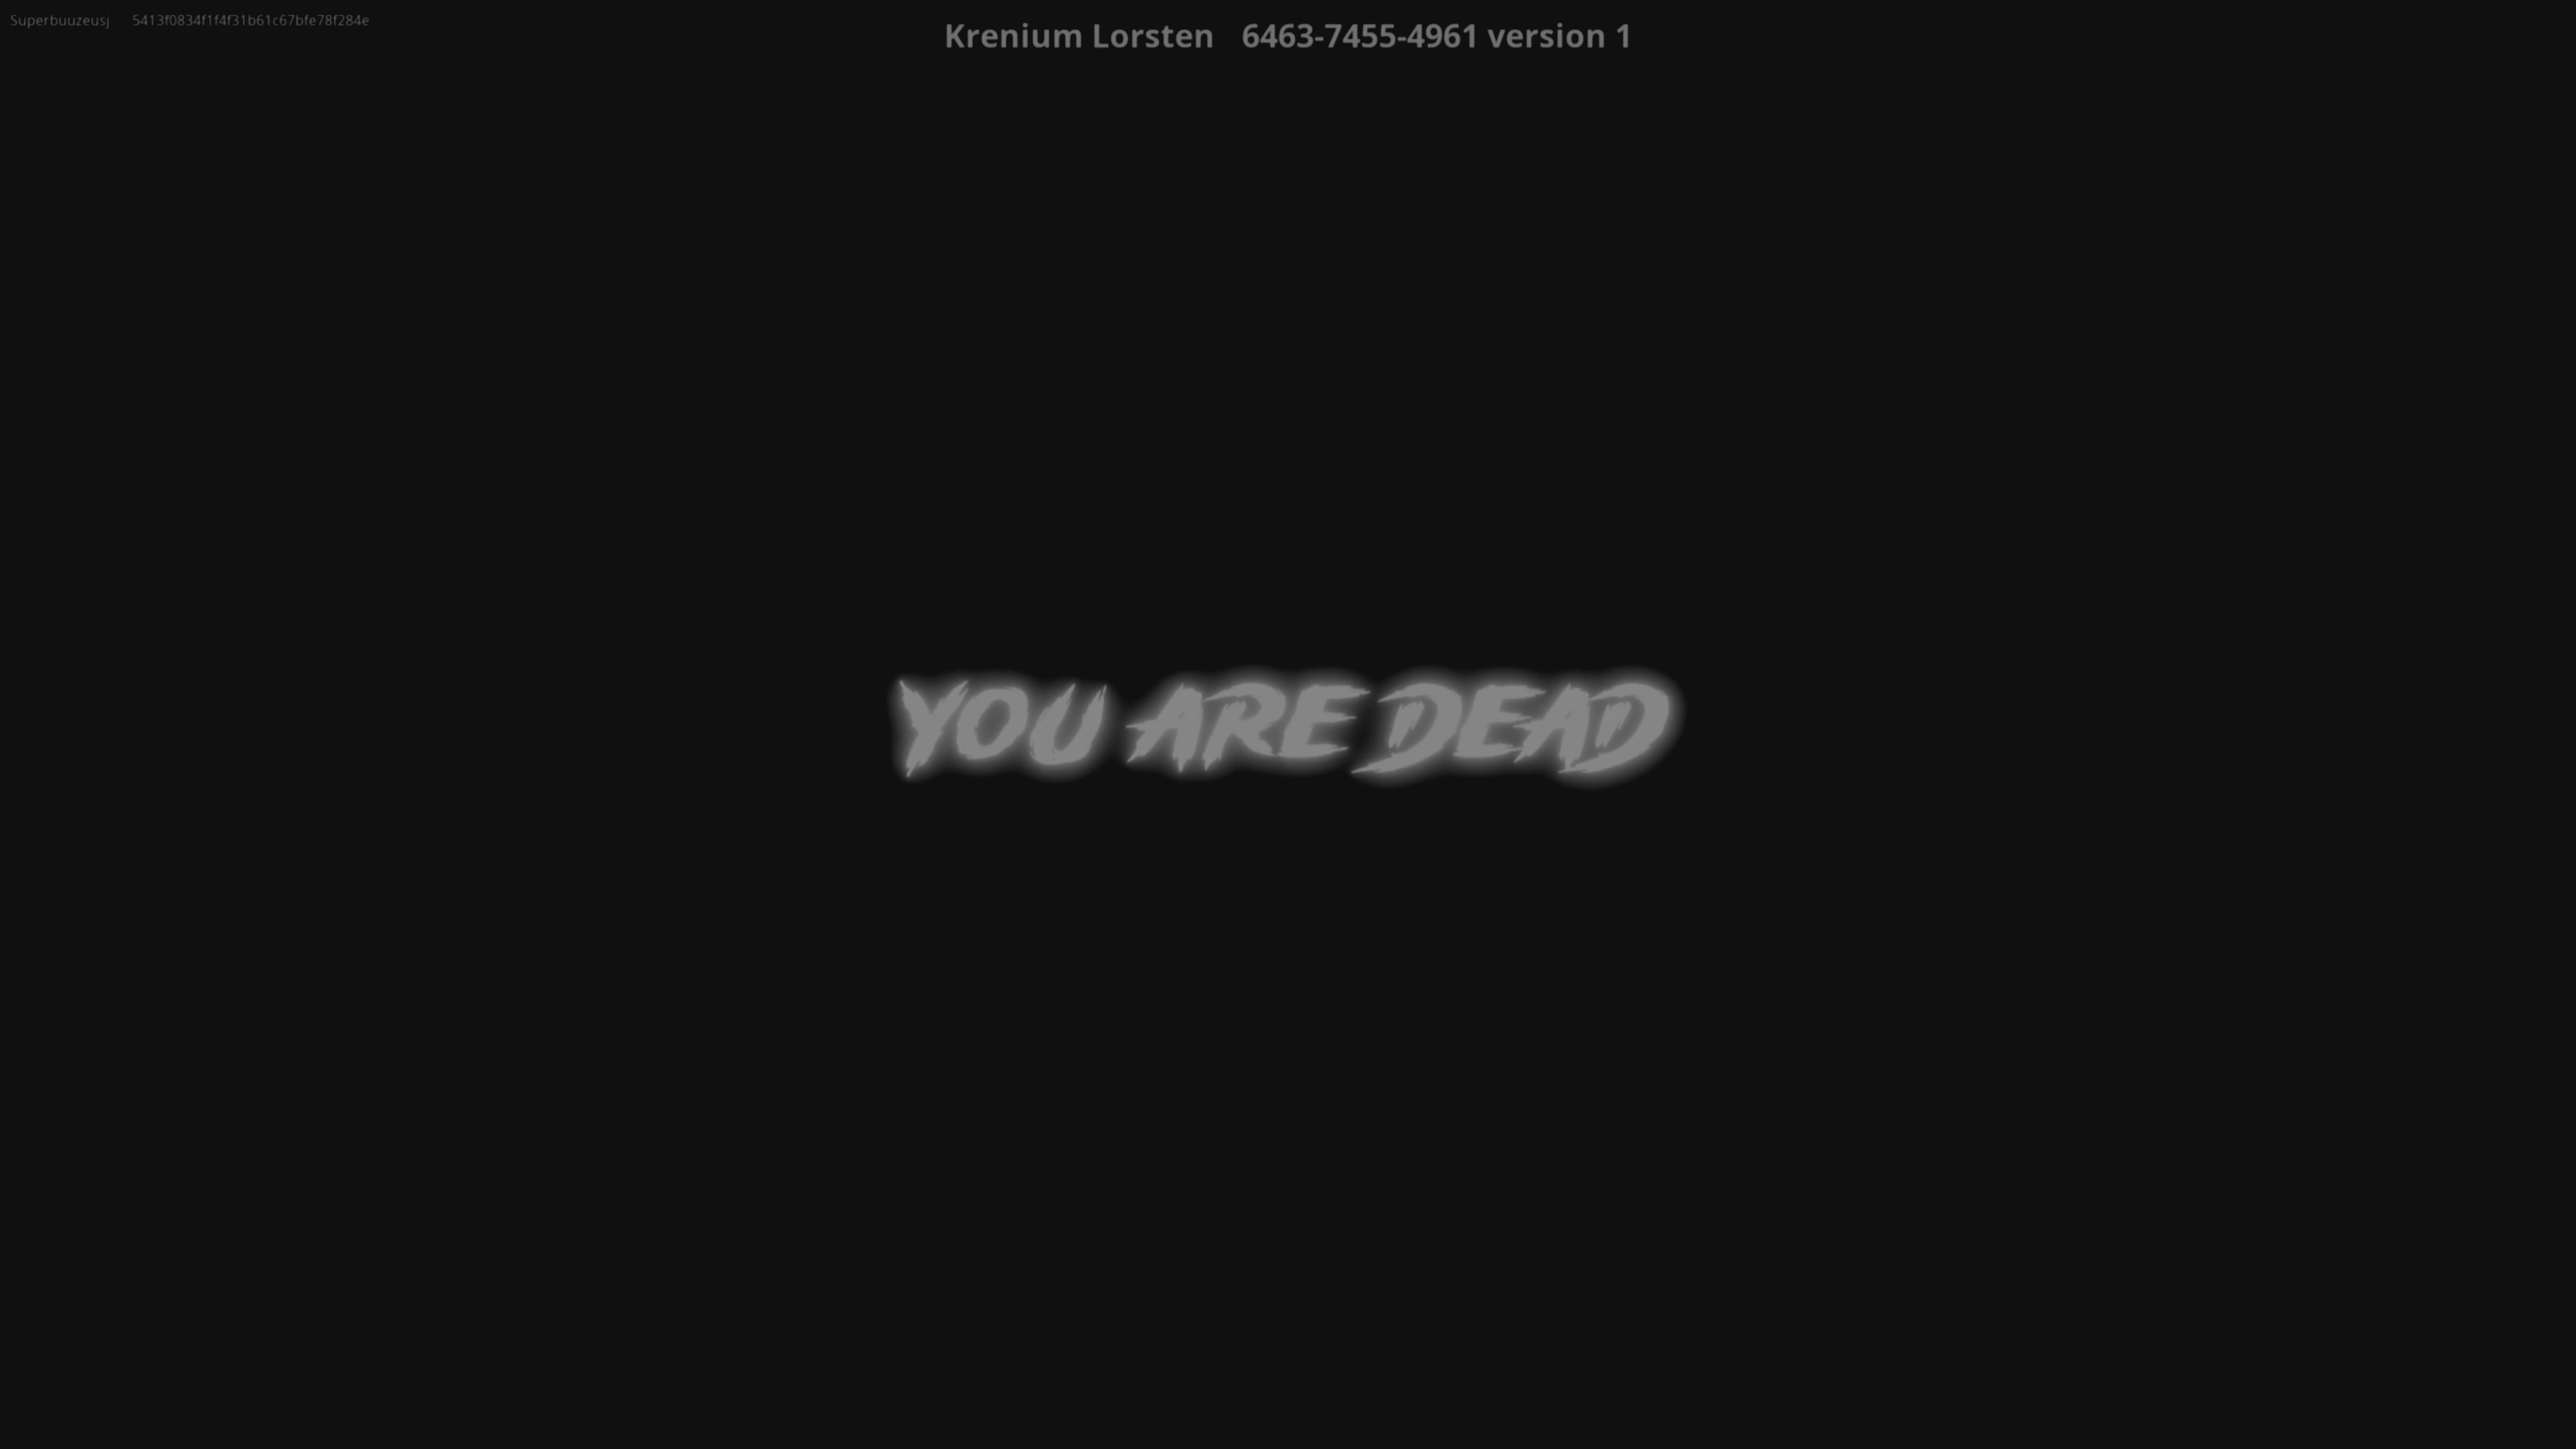 Superbuuzeusj 5413f0834f1f4f31b61c67bfe78f284e
Krenium Lorsten 6463-7455-4961 version 1
YOU ARE DEAD